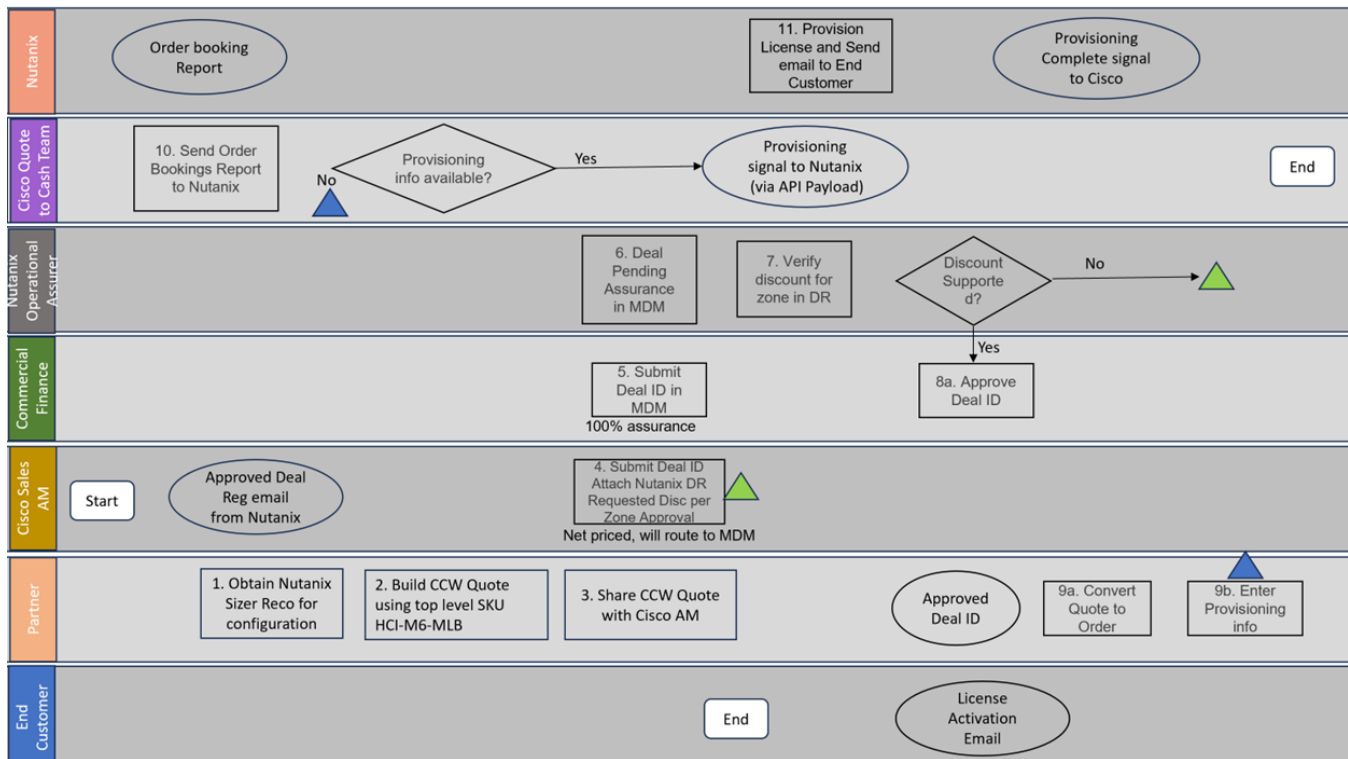 Nutanix
Order booking
Report
11. Provision
License and Send
email to End
Customer
Provisioning
Complete signal
to Cisco
Cisco Quote
to Cash Team
10. Send Order
Bookings Report
to Nutanix
No
Provisioning
info available?
Yes
Provisioning
signal to Nutanix
(via API Payload)
End
Nutanix
Operational
Assurer
6. Deal
Pending
Assurance
in MDM
7. Verify
discount for
zone in DR
Discount
Supporte
d?
No
Yes
Commercial
Finance
5. Submit
Deal ID in
MDM
100% assurance
8a. Approve
Deal ID
Cisco Sales
AM
Start
Approved Deal
Reg email
from Nutanix
4. Submit Deal ID
Attach Nutanix DR
Requested Disc per
Zone Approval
Net priced, will route to MDM
Partner
1. Obtain Nutanix
Sizer Reco for
configuration
2. Build CCW Quote
using top level SKU
HCI-M6-MLB
3. Share CCW Quote
with Cisco AM
Approved
Deal ID
9a. Convert
Quote to
Order
9b. Enter
Provisioning
info
End
Customer
End
License
Activation
Email